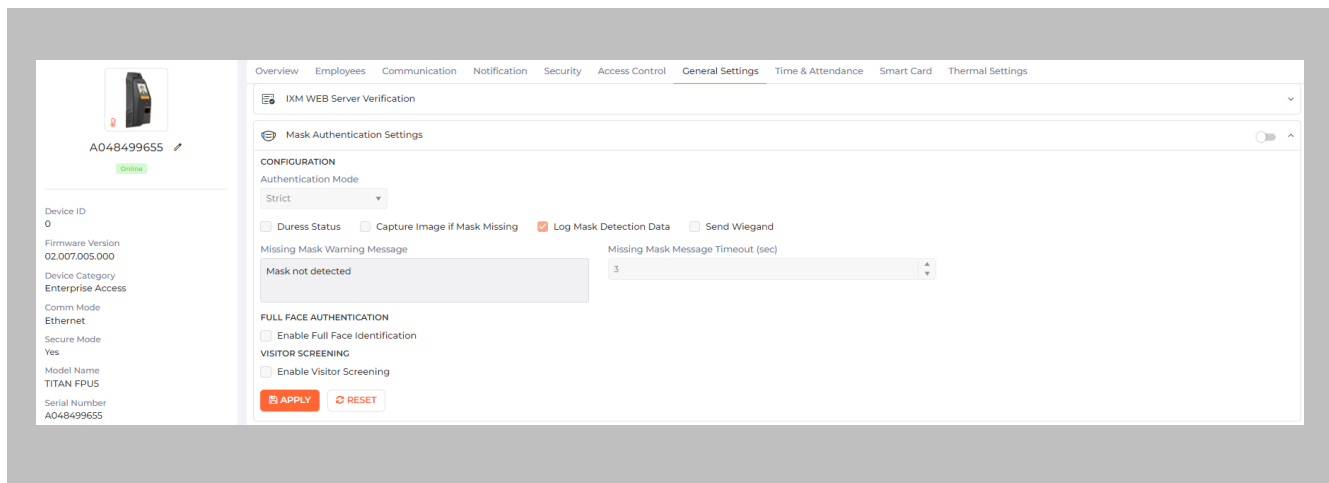 Overview Employees Communication Notification Security Access Control General Settings Time & Attendance Smart Card Thermal Settings
IXM WEB Server Verification
Mask Authentication Settings
A048499655
Online
CONFIGURATION
Authentication Mode
Strict
Device ID
0
Duress Status Capture Image if Mask Missing Log Mask Detection Data Send Wiegand
Firmware Version
02.007.005.000
Missing Mask Warning Message Missing Mask Message Timeout (sec)
Mask not detected 3
Device Category
Enterprise Access
Comm Mode
Ethernet
FULL FACE AUTHENTICATION
Enable Full Face Identification
Secure Mode
Yes
VISITOR SCREENING
Enable Visitor Screening
Model Name
TITAN FPU5
APPLY RESET
Serial Number
A048499655